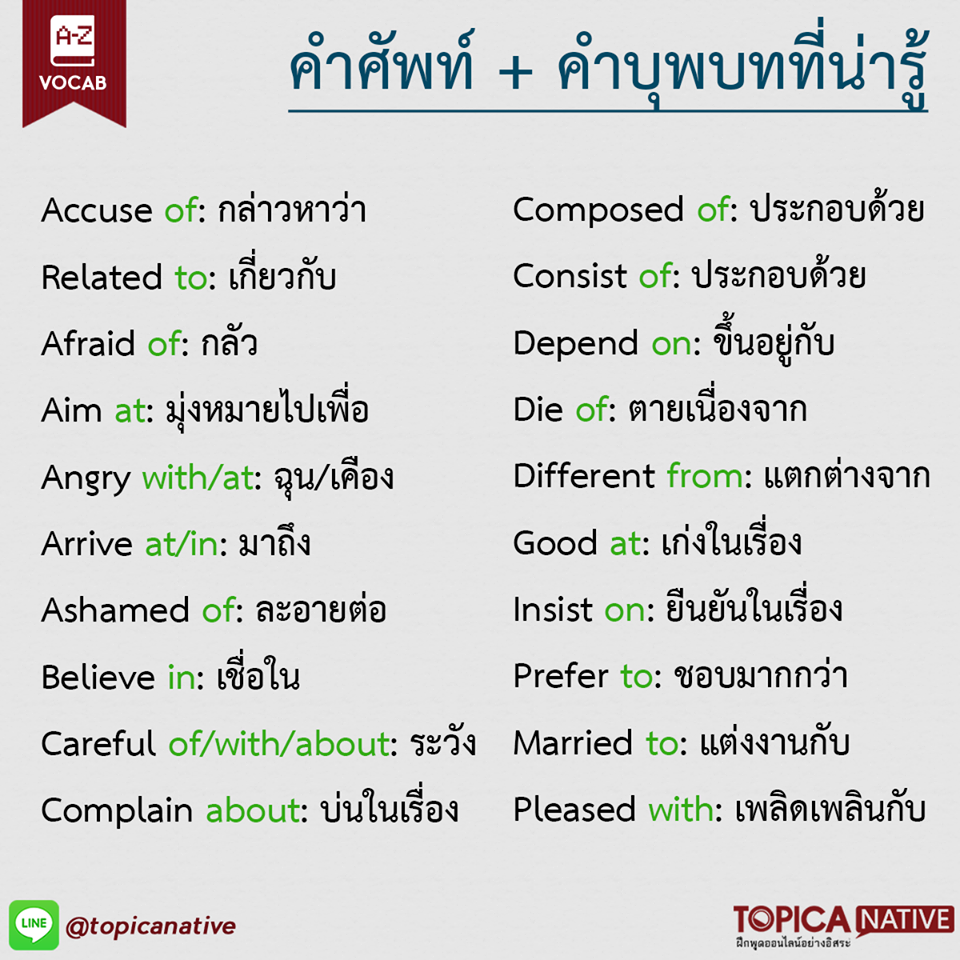 A-Z
VOCAB
คำศัพท์ + คำบุพบทที่น่ารู้
Accuse of: กล่าวหาว่า
Related to: เกี่ยวกับ
Afraid of: กลัว
Aim at: มุ่งหมายไปเพื่อ
Angry with/at: ฉุน/เคือง
Arrive at/in: มาถึง
Ashamed of: ละอายต่อ
Believe in: เชื่อใน
Careful of/with/about: ระวัง
Complain about: บ่นในเรื่อง
Composed of: ประกอบด้วย
Consist of: ประกอบด้วย
Depend on: ขึ้นอยู่กับ
Die of: ตายเนื่องจาก
Different from: แตกต่างจาก
Good at: เก่งในเรื่อง
Insist on: ยืนยันในเรื่อง
Prefer to: ชอบมากกว่า
Married to: แต่งงานกับ
Pleased with: เพลิดเพลินกับ
LINE @topicanative
TOPICA NATIVE
ฝึกพูดออนไลน์อย่างอิสระ